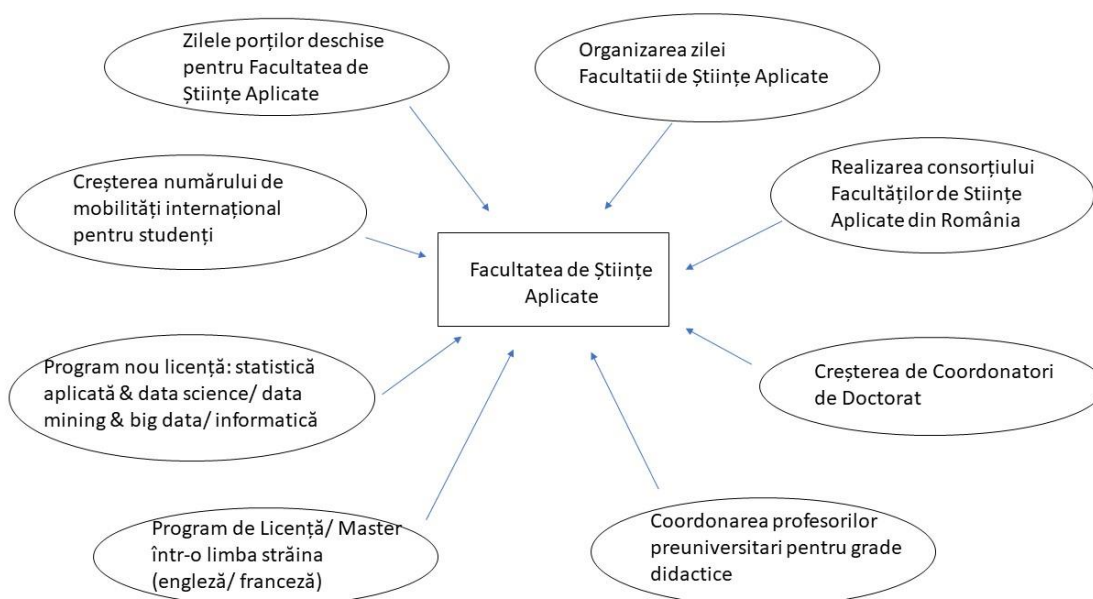 Zilele porților deschise
pentru Facultatea de
Științe Aplicate
Organizarea zilei
Facultatii de Științe Aplicate
Creșterea numărului de
mobilități internațional
pentru studenți
Realizarea consorțiului
Facultăților de Stiințe
Aplicate din România
Facultatea de Științe
Aplicate
Program nou licență: statistică
aplicată & data science/ data
mining & big data/ informatică
Creșterea de Coordonatori
de Doctorat
Program de Licență/ Master
într-o limba străina
(engleză/ franceză)
Coordonarea profesorilor
preuniversitari pentru grade
didactice